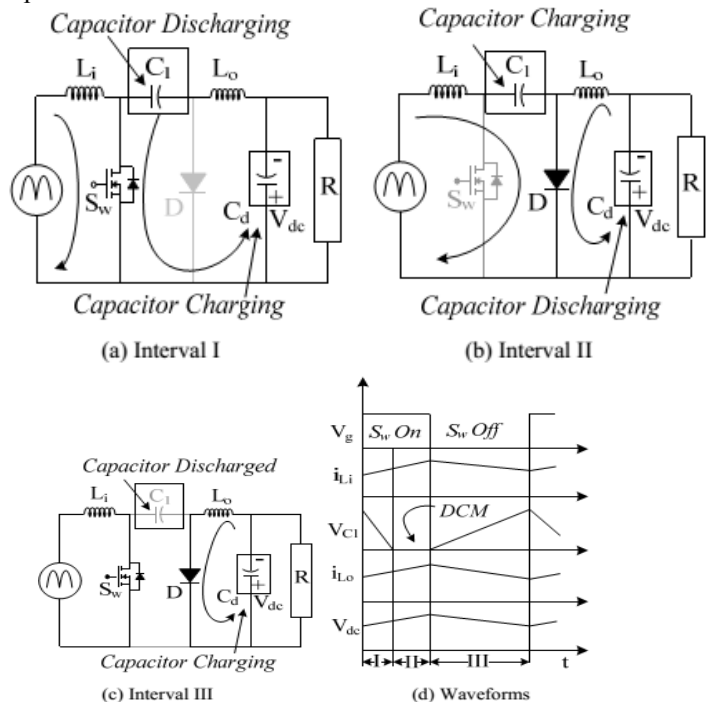 Capacitor Discharging
Li C1 Lo
Sw D Cd - + Vdc R
Capacitor Charging
(a) Interval I
Capacitor Charging
Li C1 Lo
Sw D Cd - + Vdc R
Capacitor Discharging
(b) Interval II
Capacitor Discharged
Li C1 Lo
Sw D Cd - + Vdc R
Capacitor Charging
(c) Interval III
Vg Sw On Sw Off
iLi
VC1 DCM
iLo
Vdc
I II III t
(d) Waveforms